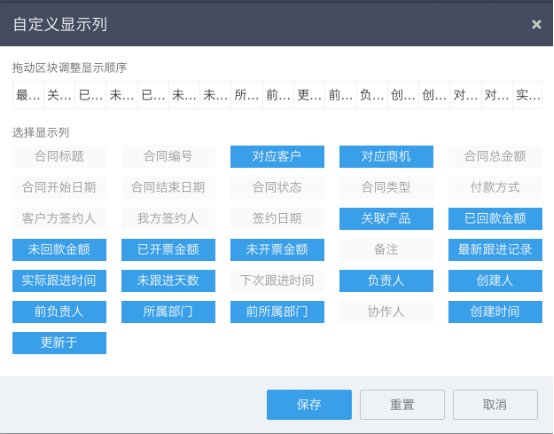 自定义显示列 ×
拖动区块调整显示顺序
最... 关... 已... 未... 已... 未... 未... 所... 前... 更... 前... 负... 创... 创... 对... 对... 实...
选择显示列
合同标题 合同编号 对应客户 对应商机 合同总金额
合同开始日期 合同结束日期 合同状态 合同类型 付款方式
客户方签约人 我方签约人 签约日期 关联产品 已回款金额
未回款金额 已开票金额 未开票金额 备注 最新跟进记录
实际跟进时间 未跟进天数 下次跟进时间 负责人 创建人
前负责人 所属部门 前所属部门 协作人 创建时间
更新于
保存 重置 取消